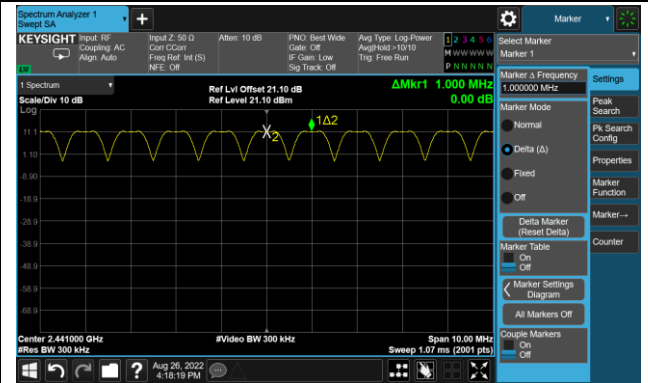 Spectrum Analyzer 1
Swept SA
+
Marker
KEYSIGHT
Input: RF
Coupling: AC
Align: Auto
Input Z: 50 Ω
Corr CCorr
Freq Ref: Int (S)
NFE: Off
Atten: 10 dB
PNO: Best Wide
Gate: Off
IF Gain: Low
Sig Track: Off
Avg Type: Log-Power
Avg|Hold:>10/10
Trig: Free Run
1 2 3 4 5 6
M W W W W W
P N N N N N
Select Marker
Marker 1
1 Spectrum
Scale/Div 10 dB
Ref Lvl Offset 21.10 dB
Ref Level 21.10 dBm
ΔMkr1 1.000 MHz
0.00 dB
Log
1Δ2
X2
11.1
1.10
-8.90
-18.9
-28.9
-38.9
-48.9
-58.9
-68.9
Center 2.441000 GHz
#Res BW 300 kHz
#Video BW 300 kHz
Span 10.00 MHz
Sweep 1.07 ms (2001 pts)
Marker Δ Frequency
1.000000 MHz
Marker Mode
Normal
Delta (Δ)
Fixed
Off
Delta Marker
(Reset Delta)
Marker Table
On
Off
Marker Settings
Diagram
All Markers Off
Couple Markers
On
Off
Settings
Peak
Search
Pk Search
Config
Properties
Marker
Function
Marker→
Counter
?
Aug 26, 2022
4:18:19 PM